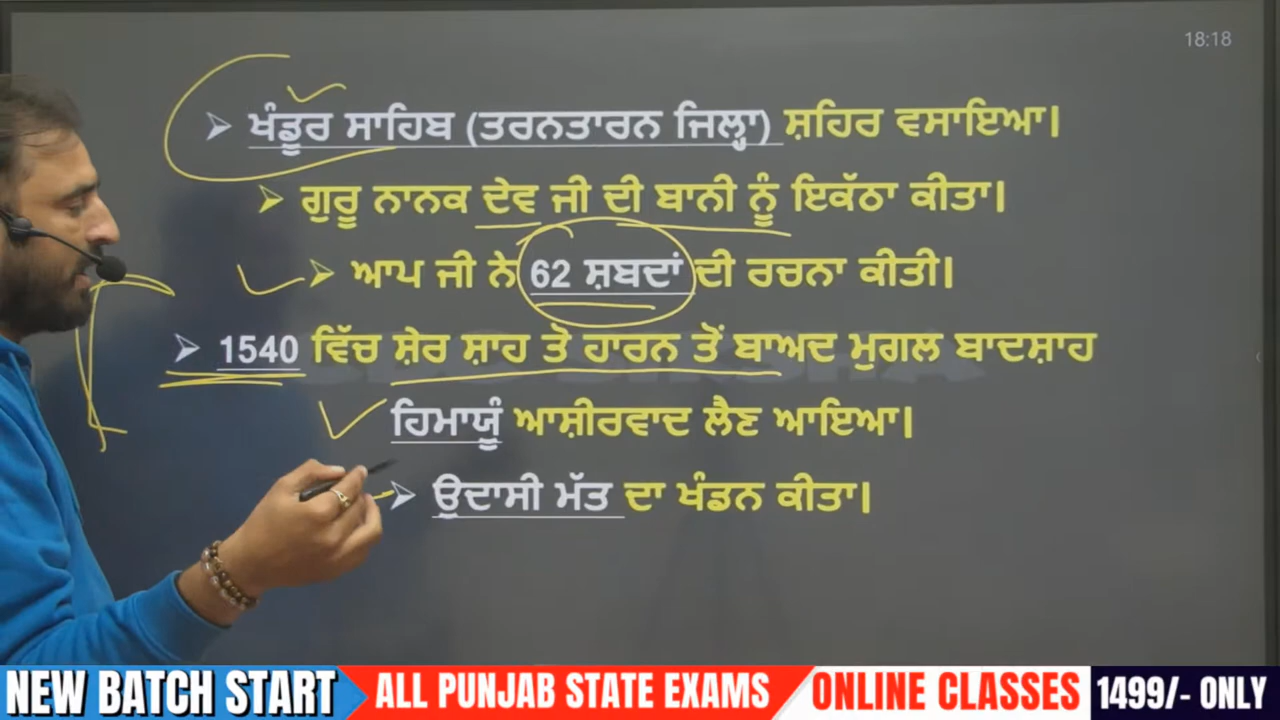 18:18
➤ ਖੰਡੂਰ ਸਾਹਿਬ (ਤਰਨਤਾਰਨ ਜਿਲ੍ਹਾ) ਸ਼ਹਿਰ ਵਸਾਇਆ।
➤ ਗੁਰੂ ਨਾਨਕ ਦੇਵ ਜੀ ਦੀ ਬਾਨੀ ਨੂੰ ਇਕੱਠਾ ਕੀਤਾ।
➤ ਆਪ ਜੀ ਨੇ 62 ਸ਼ਬਦਾਂ ਦੀ ਰਚਨਾ ਕੀਤੀ।
➤ 1540 ਵਿੱਚ ਸ਼ੇਰ ਸ਼ਾਹ ਤੋ ਹਾਰਨ ਤੋਂ ਬਾਅਦ ਮੁਗਲ ਬਾਦਸ਼ਾਹ
ਹਿਮਾਯੂੰ ਆਸ਼ੀਰਵਾਦ ਲੈਣ ਆਇਆ।
➤ ਉਦਾਸੀ ਮੱਤ ਦਾ ਖੰਡਨ ਕੀਤਾ।
NEW BATCH START ALL PUNJAB STATE EXAMS ONLINE CLASSES 1499/- ONLY